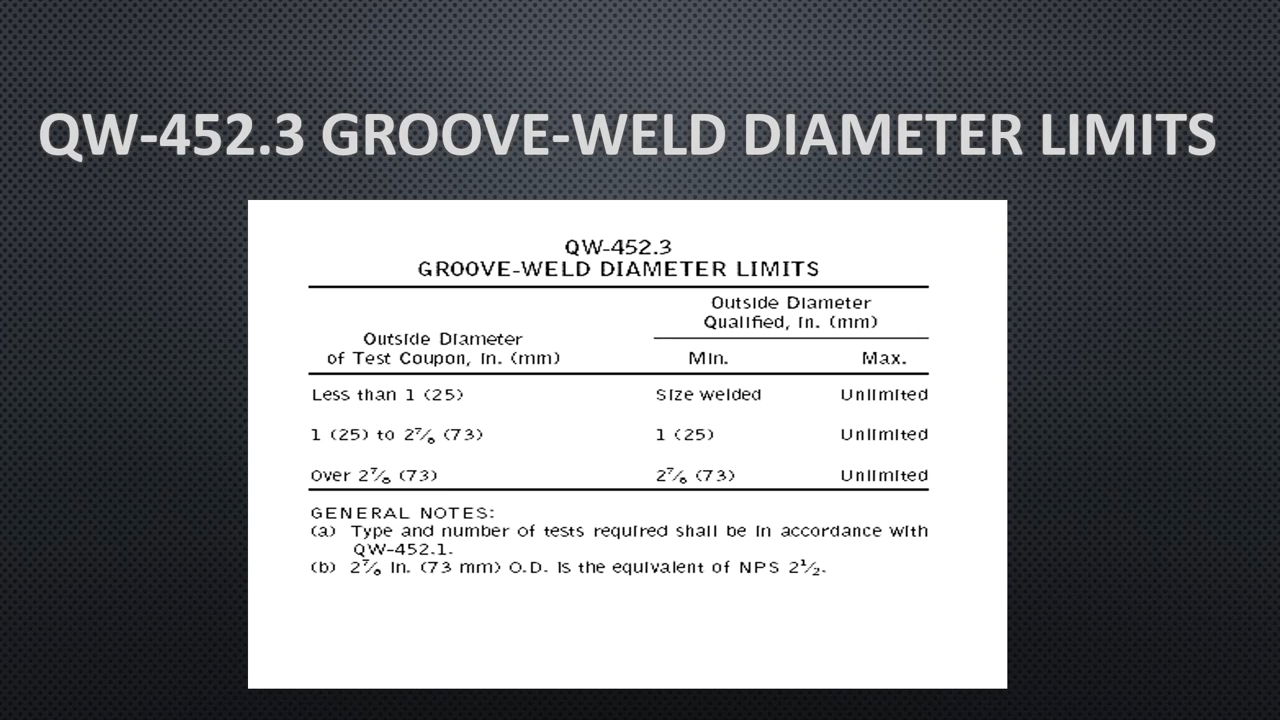 QW-452.3 GROOVE-WELD DIAMETER LIMITS
QW-452.3
GROOVE-WELD DIAMETER LIMITS
Outside Diameter
Qualified, in. (mm)
Outside Diameter
of Test Coupon, in. (mm) Min. Max.
Less than 1 (25) Size welded Unlimited
1 (25) to 2⅞ (73) 1 (25) Unlimited
Over 2⅞ (73) 2⅞ (73) Unlimited
GENERAL NOTES:
(a) Type and number of tests required shall be in accordance with
QW-452.1.
(b) 2⅞ in. (73 mm) O.D. is the equivalent of NPS 2½.